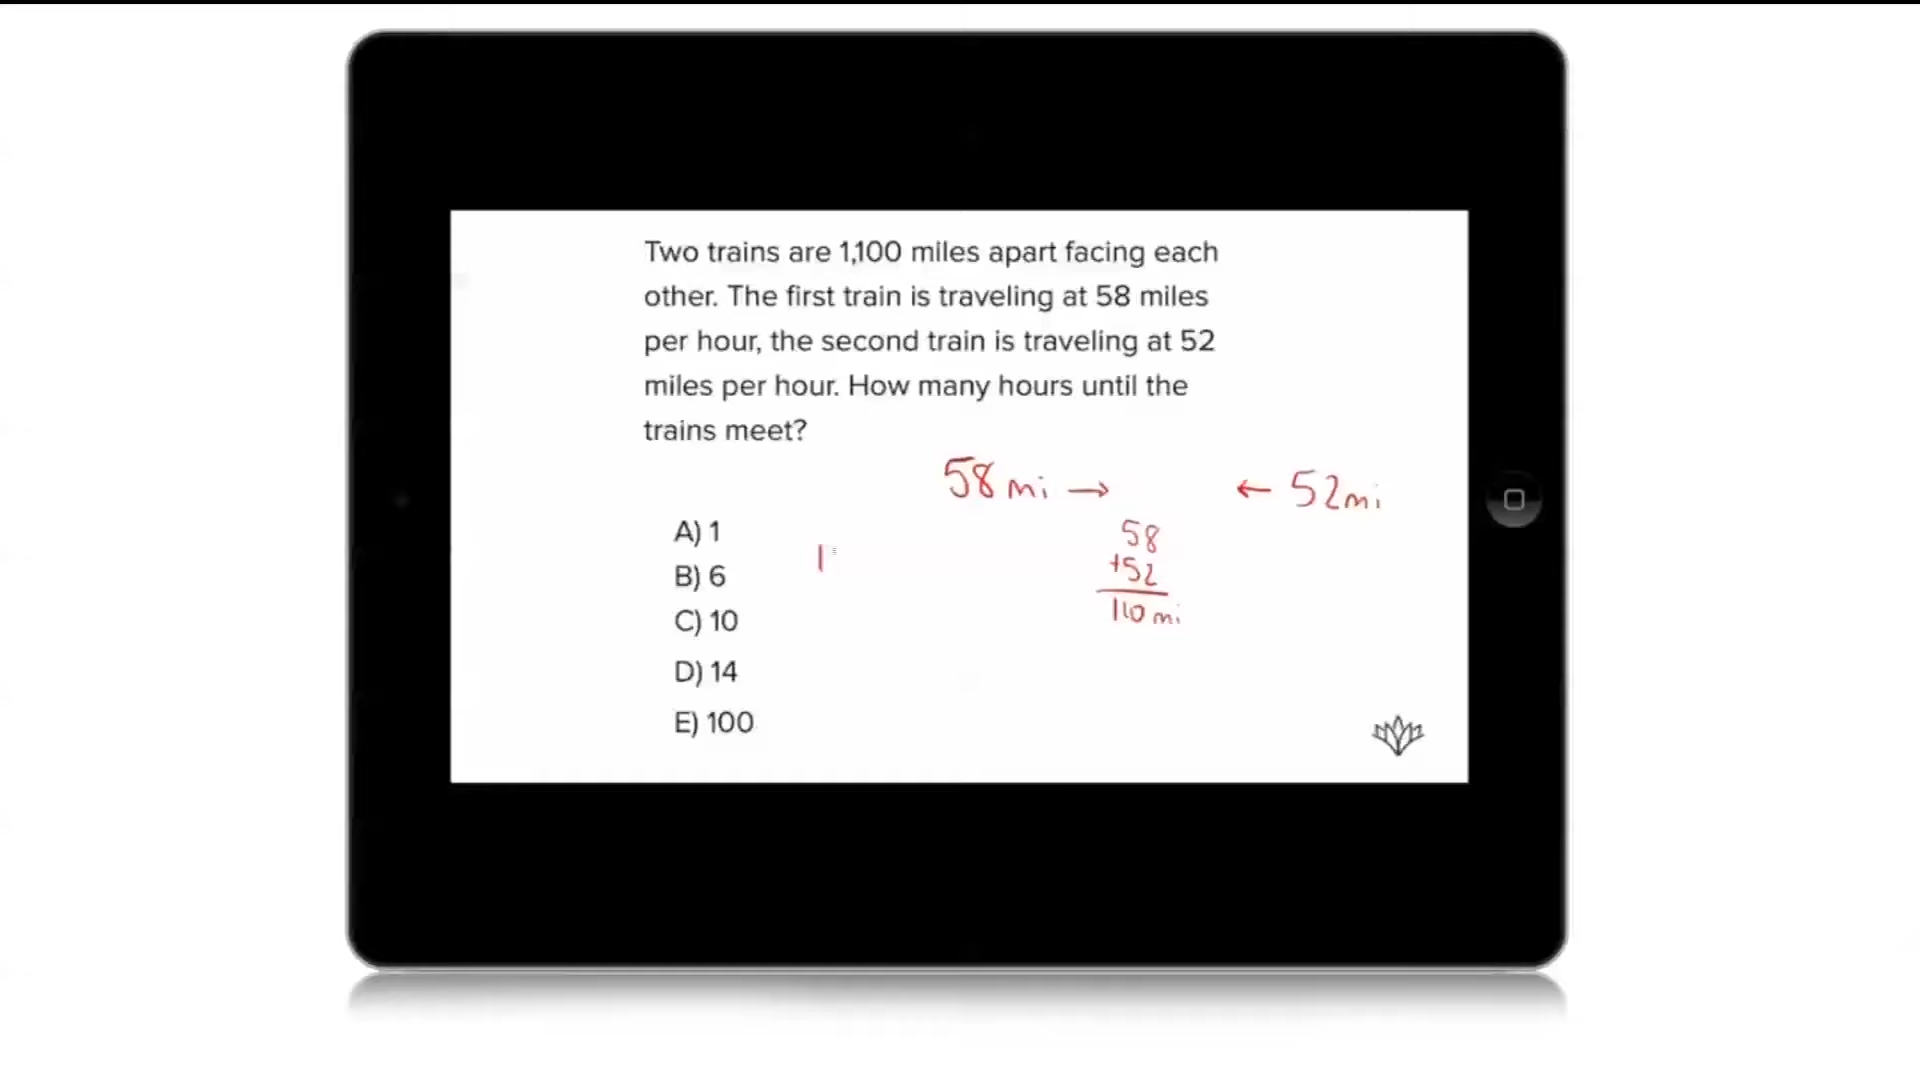 Two trains are 1,100 miles apart facing each
other. The first train is traveling at 58 miles
per hour, the second train is traveling at 52
miles per hour. How many hours until the
trains meet?
58 mi → ← 52mi
A) 1
B) 6
C) 10
D) 14
E) 100
1
58
+52
110 mi